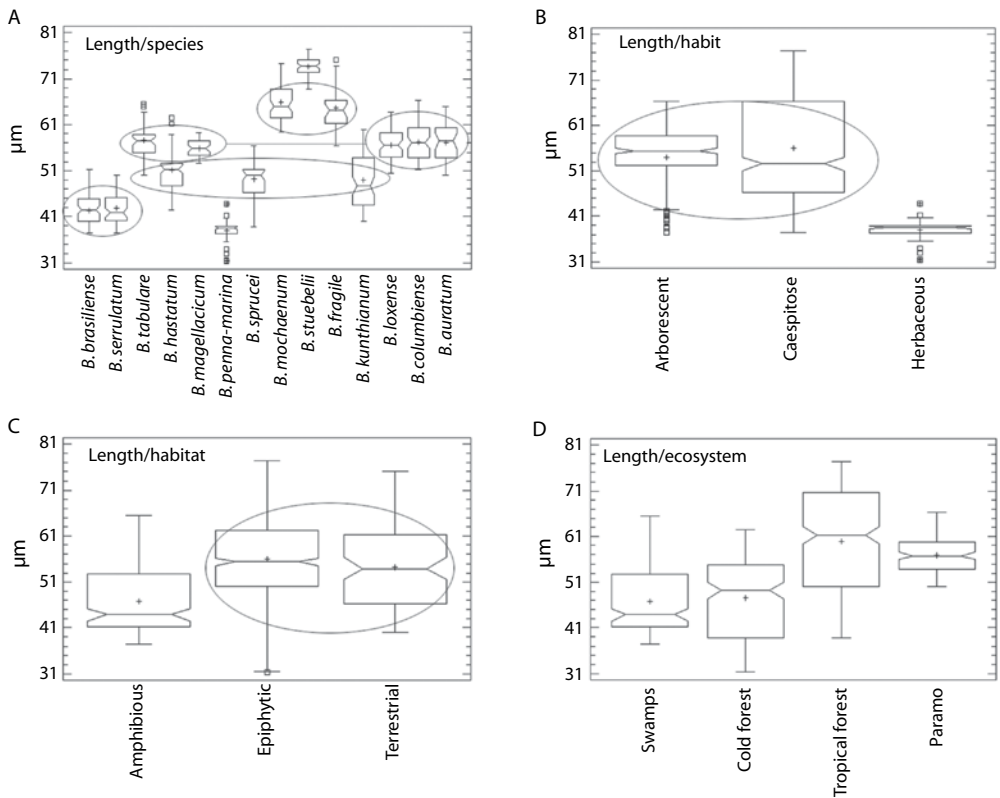 A
Length/species
81
71
61
51
41
31
µm
B. brasiliense
B. serrulatum
B. tabulare
B. hastatum
B. magellacicum
B. penna-marina
B. sprucei
B. mochaenum
B. stuebelii
B. fragile
B. kunthianum
B. loxense
B. columbiense
B. auratum
B
Length/habit
81
71
61
51
41
31
µm
Arborescent
Caespitose
Herbaceous
C
Length/habitat
81
71
61
51
41
31
µm
Amphibious
Epiphytic
Terrestrial
D
Length/ecosystem
81
71
61
51
41
31
µm
Swamps
Cold forest
Tropical forest
Paramo